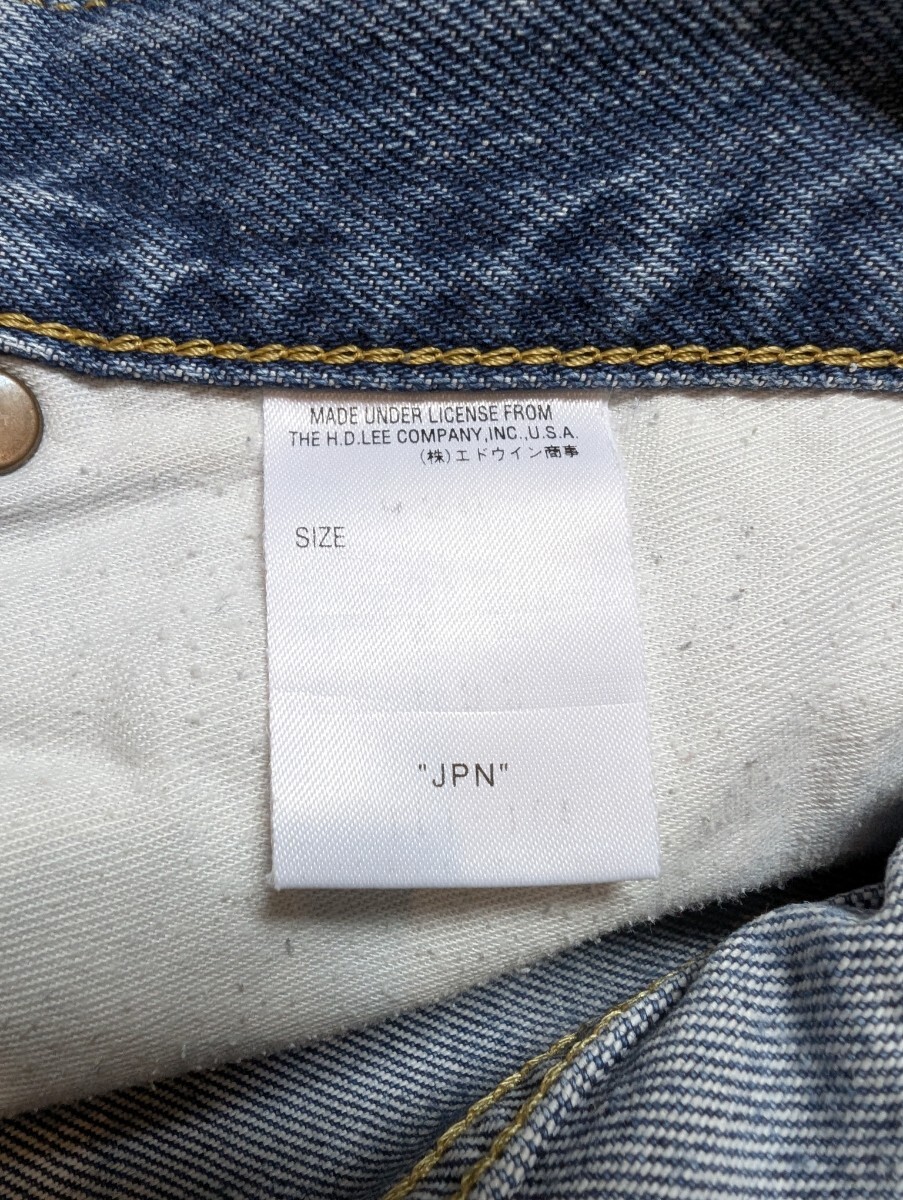 MADE UNDER LICENSE FROM
THE H.D.LEE COMPANY,INC.,U.S.A.
(株)エドウイン商事
SIZE
"JPN"